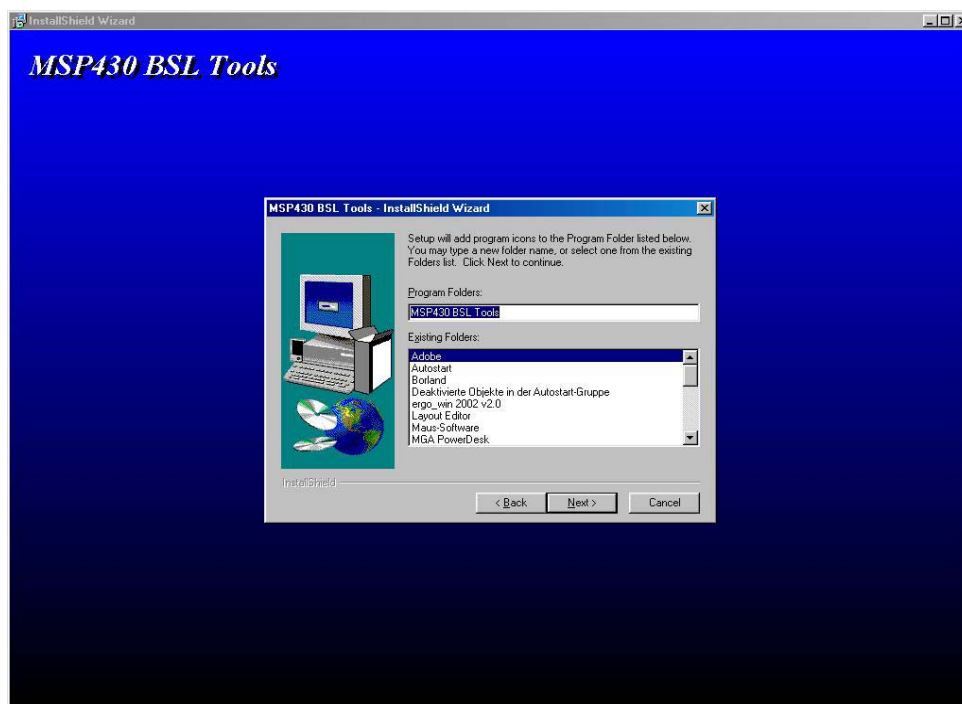 InstallShield Wizard
MSP430 BSL Tools
MSP430 BSL Tools - InstallShield Wizard
Setup will add program icons to the Program Folder listed below.
You may type a new folder name, or select one from the existing
Folders list. Click Next to continue.
Program Folders:
MSP430 BSL Tools
Existing Folders:
Adobe
Autostart
Borland
Deaktivierte Objekte in der Autostart-Gruppe
ergo_win 2002 v2.0
Layout Editor
Maus-Software
MGA PowerDesk
InstallShield
< Back Next > Cancel